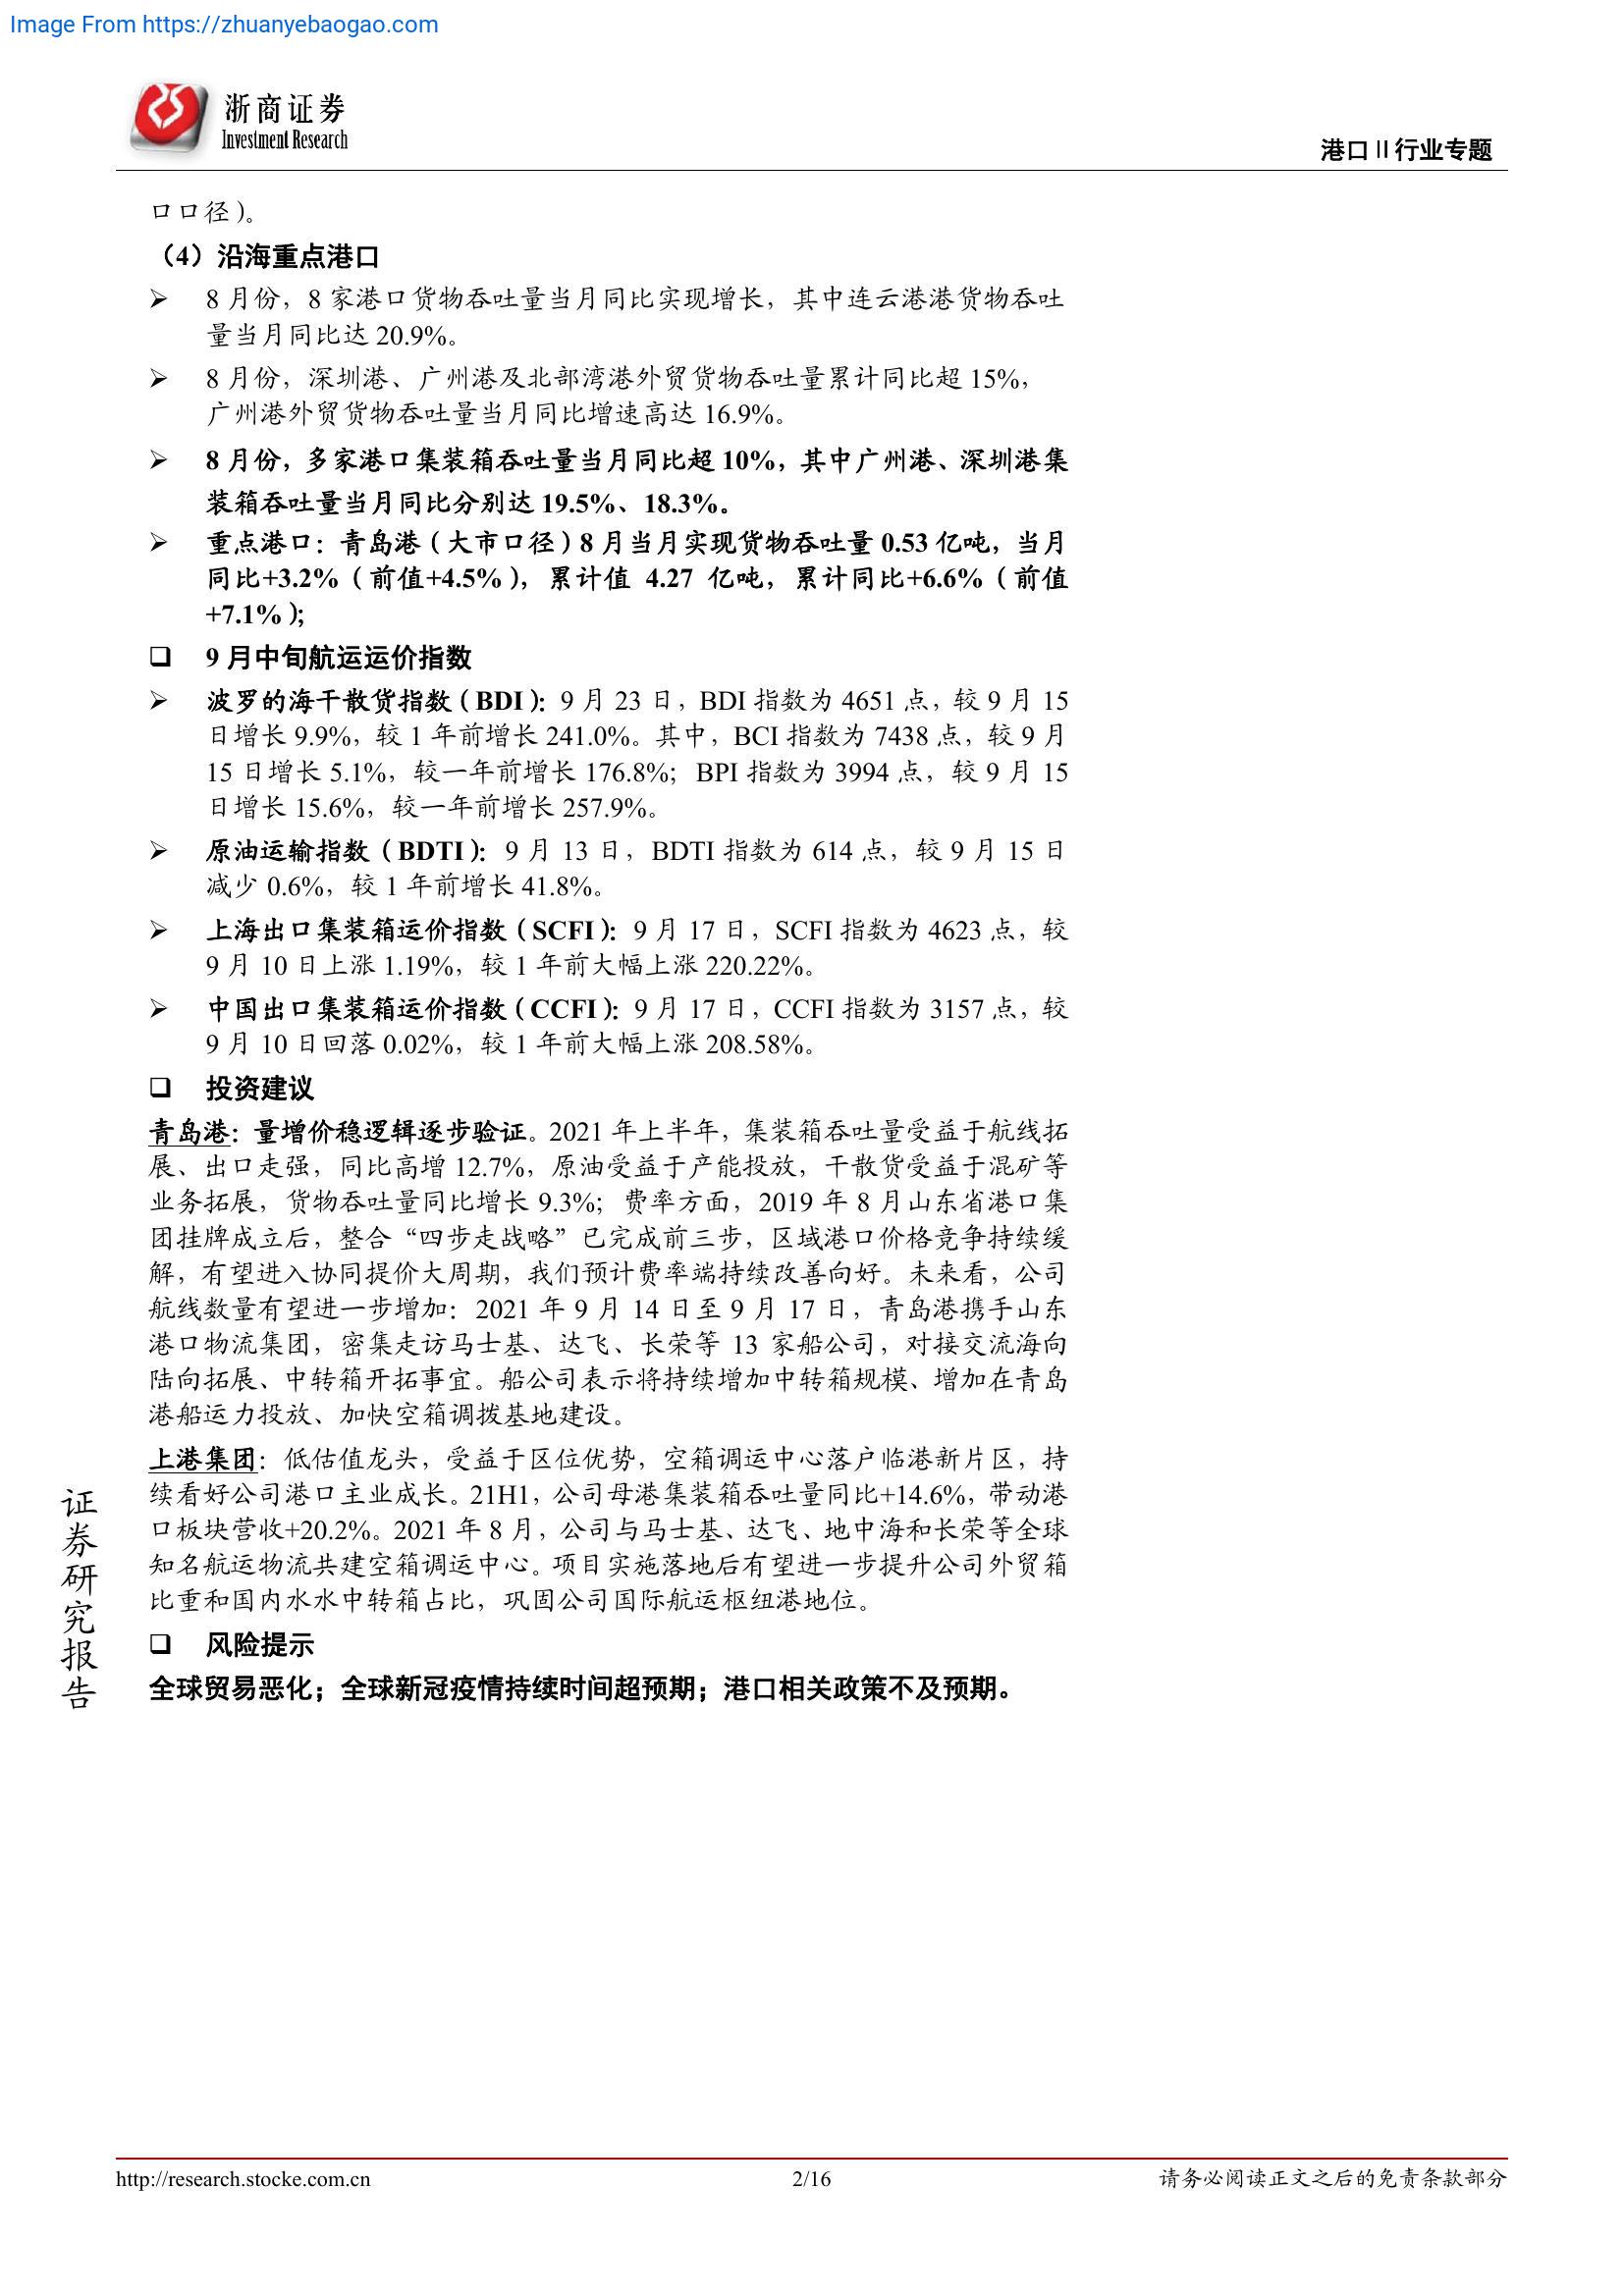 Image From https://zhuanyebaogao.com
浙商证券
Investment Research
港口Ⅱ行业专题
口口径）。
（4）沿海重点港口
➢ 8 月份，8 家港口货物吞吐量当月同比实现增长，其中连云港港货物吞吐
量当月同比达 20.9%。
➢ 8 月份，深圳港、广州港及北部湾港外贸货物吞吐量累计同比超 15%，
广州港外贸货物吞吐量当月同比增速高达 16.9%。
➢ 8 月份，多家港口集装箱吞吐量当月同比超 10%，其中广州港、深圳港集
装箱吞吐量当月同比分别达 19.5%、18.3%。
➢ 重点港口：青岛港（大市口径）8 月当月实现货物吞吐量 0.53 亿吨，当月
同比+3.2%（前值+4.5%），累计值 4.27 亿吨，累计同比+6.6%（前值
+7.1%）；
❑ 9 月中旬航运运价指数
➢ 波罗的海干散货指数（BDI）：9 月 23 日，BDI 指数为 4651 点，较 9 月 15
日增长 9.9%，较 1 年前增长 241.0%。其中，BCI 指数为 7438 点，较 9 月
15 日增长 5.1%，较一年前增长 176.8%；BPI 指数为 3994 点，较 9 月 15
日增长 15.6%，较一年前增长 257.9%。
➢ 原油运输指数（BDTI）：9 月 13 日，BDTI 指数为 614 点，较 9 月 15 日
减少 0.6%，较 1 年前增长 41.8%。
➢ 上海出口集装箱运价指数（SCFI）：9 月 17 日，SCFI 指数为 4623 点，较
9 月 10 日上涨 1.19%，较 1 年前大幅上涨 220.22%。
➢ 中国出口集装箱运价指数（CCFI）：9 月 17 日，CCFI 指数为 3157 点，较
9 月 10 日回落 0.02%，较 1 年前大幅上涨 208.58%。
❑ 投资建议
青岛港：量增价稳逻辑逐步验证。2021 年上半年，集装箱吞吐量受益于航线拓
展、出口走强，同比高增 12.7%，原油受益于产能投放，干散货受益于混矿等
业务拓展，货物吞吐量同比增长 9.3%；费率方面，2019 年 8 月山东省港口集
团挂牌成立后，整合“四步走战略”已完成前三步，区域港口价格竞争持续缓
解，有望进入协同提价大周期，我们预计费率端持续改善向好。未来看，公司
航线数量有望进一步增加：2021 年 9 月 14 日至 9 月 17 日，青岛港携手山东
港口物流集团，密集走访马士基、达飞、长荣等 13 家船公司，对接交流海向
陆向拓展、中转箱开拓事宜。船公司表示将持续增加中转箱规模、增加在青岛
港船运力投放、加快空箱调拨基地建设。
上港集团：低估值龙头，受益于区位优势，空箱调运中心落户临港新片区，持
续看好公司港口主业成长。21H1，公司母港集装箱吞吐量同比+14.6%，带动港
口板块营收+20.2%。2021 年 8 月，公司与马士基、达飞、地中海和长荣等全球
知名航运物流共建空箱调运中心。项目实施落地后有望进一步提升公司外贸箱
比重和国内水水中转箱占比，巩固公司国际航运枢纽港地位。
❑ 风险提示
全球贸易恶化；全球新冠疫情持续时间超预期；港口相关政策不及预期。
证券研究报告
http://research.stocke.com.cn
2/16
请务必阅读正文之后的免责条款部分